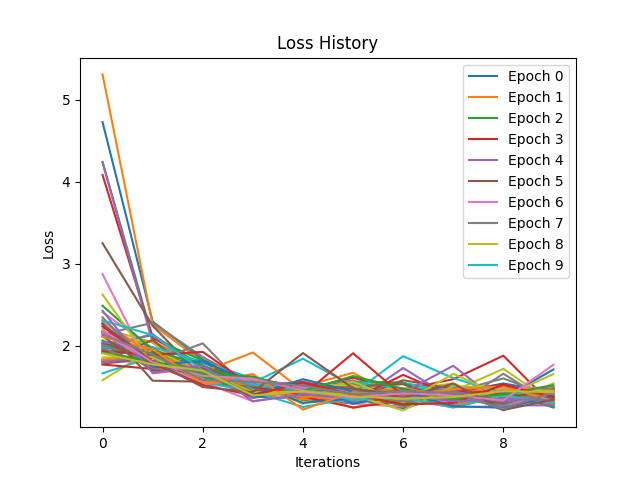 Loss History
Loss
5
4
3
2
Epoch 0
Epoch 1
Epoch 2
Epoch 3
Epoch 4
Epoch 5
Epoch 6
Epoch 7
Epoch 8
Epoch 9
0
2
4
6
8
Iterations